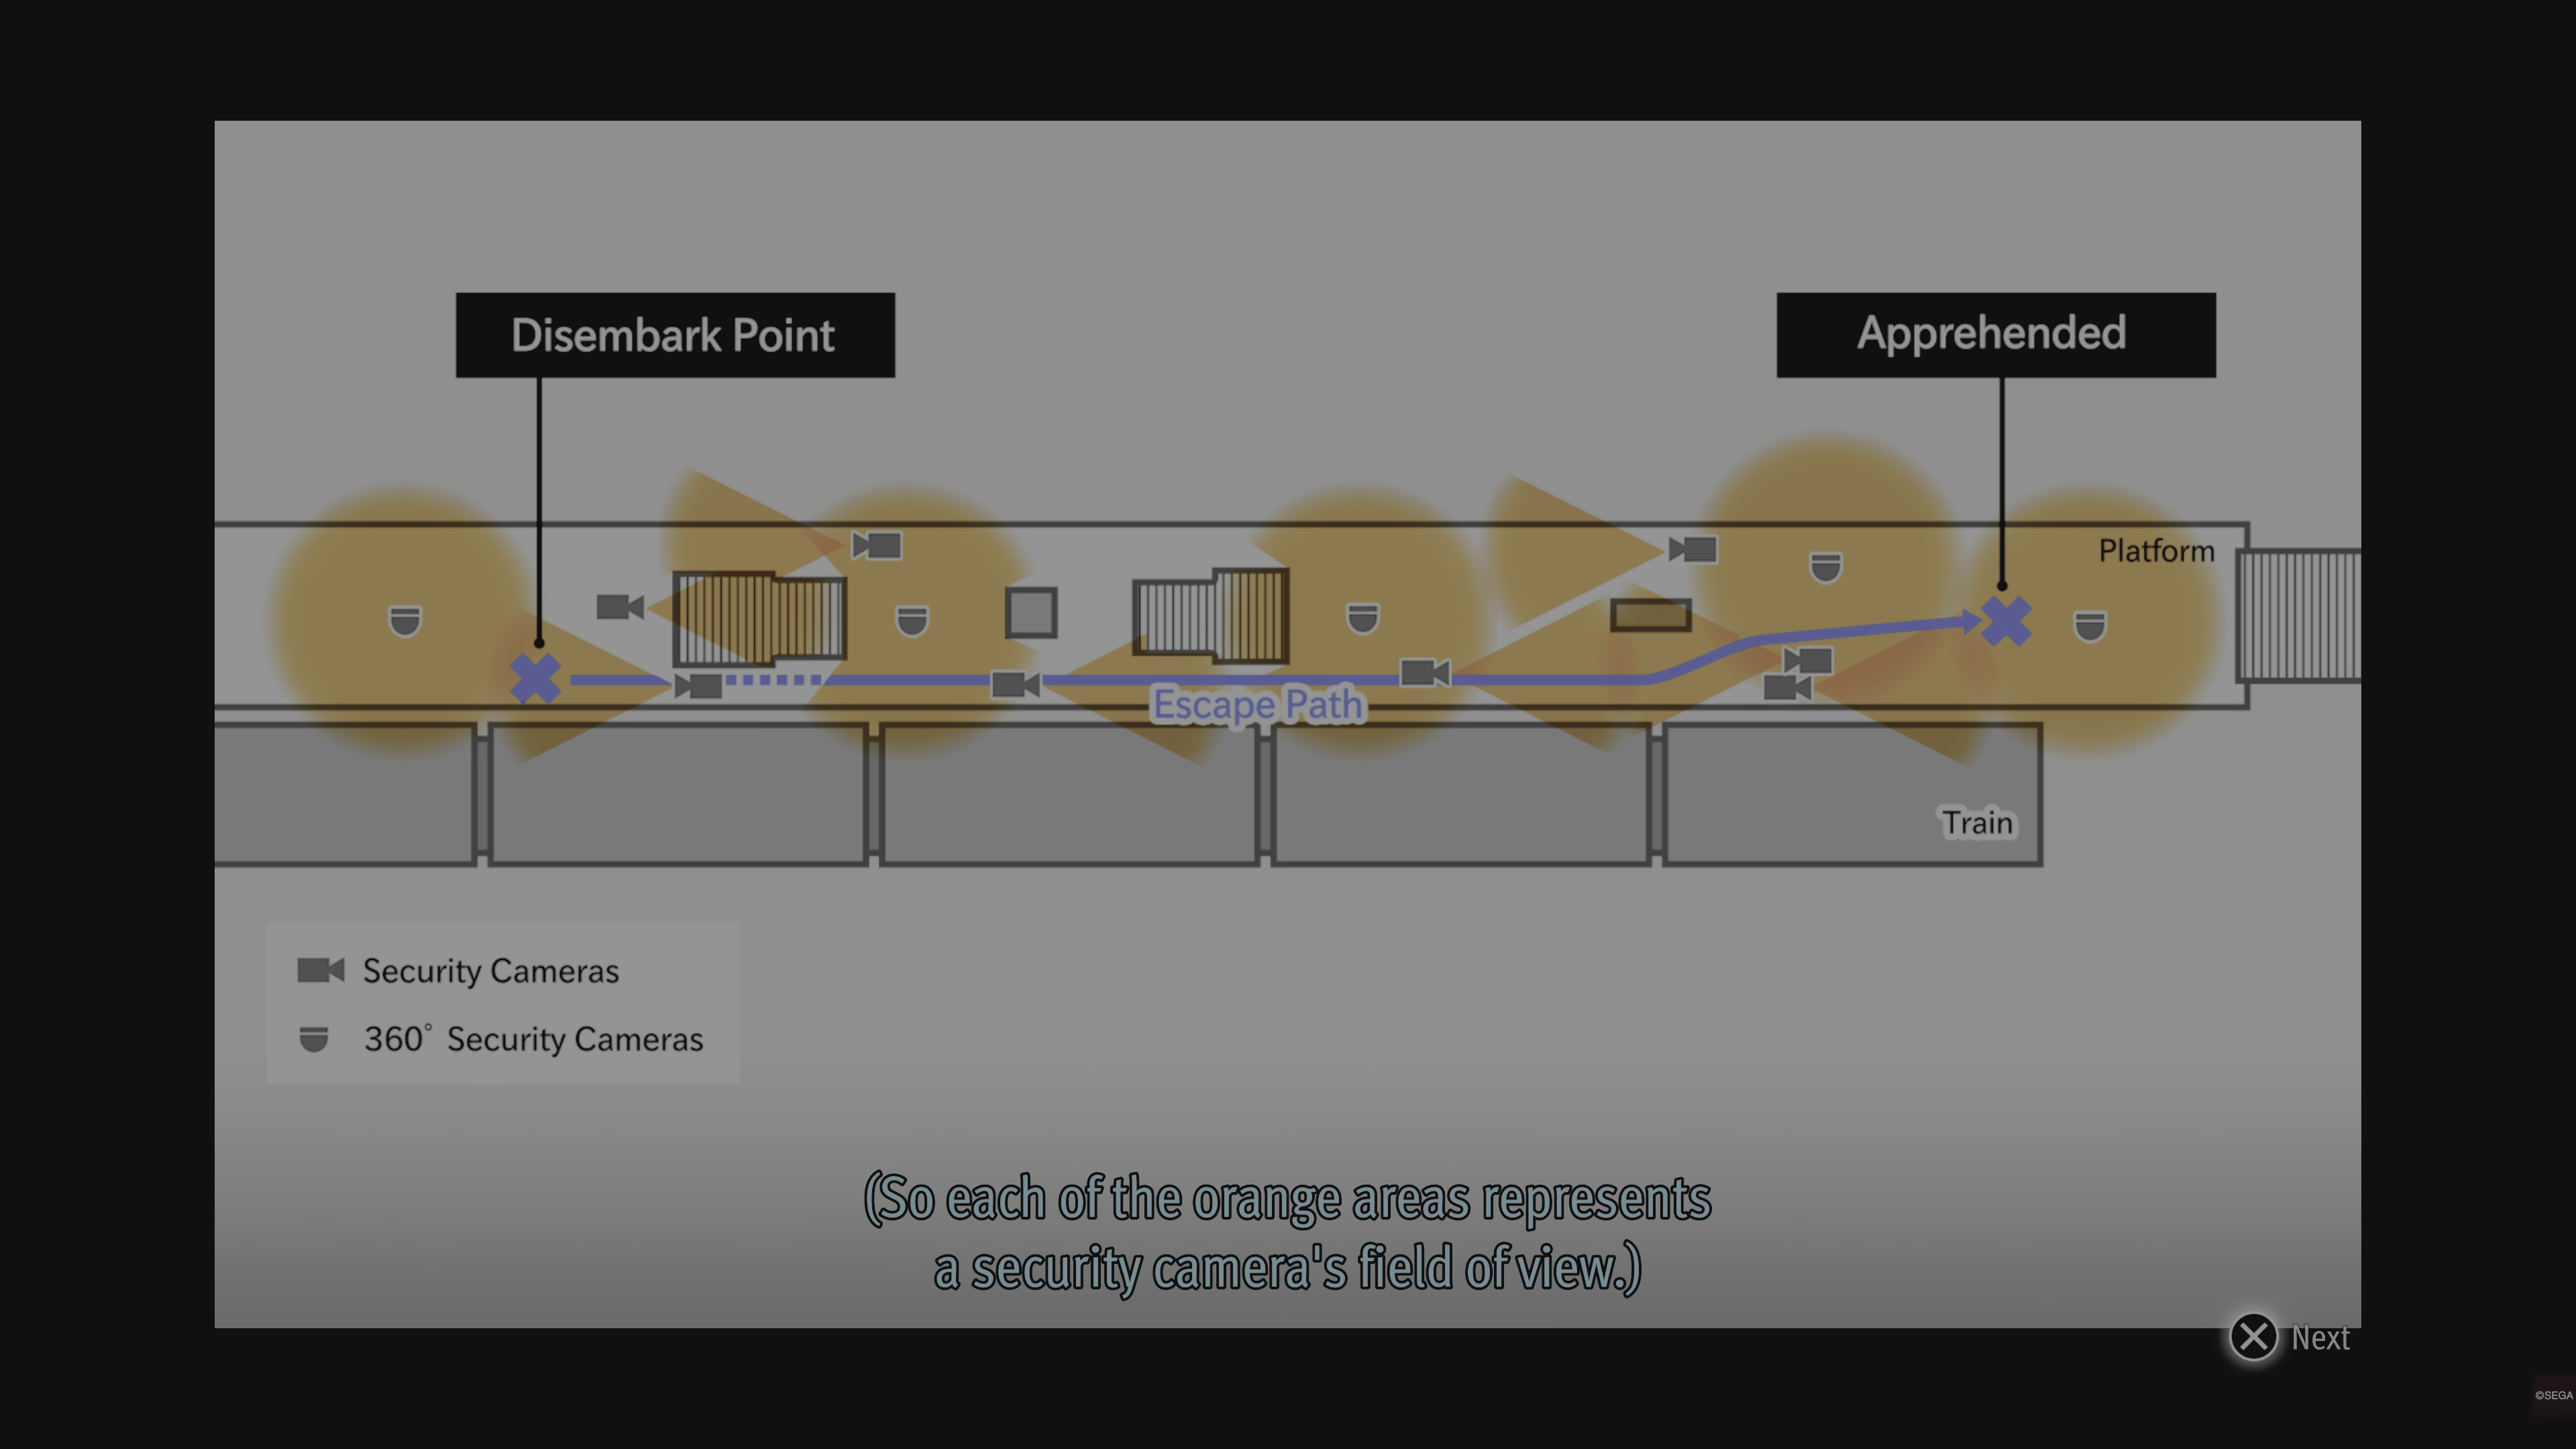 Disembark Point
Apprehended
Platform
Escape Path
Train
Security Cameras
360° Security Cameras
(So each of the orange areas represents
a security camera's field of view.)
Next
©SEGA